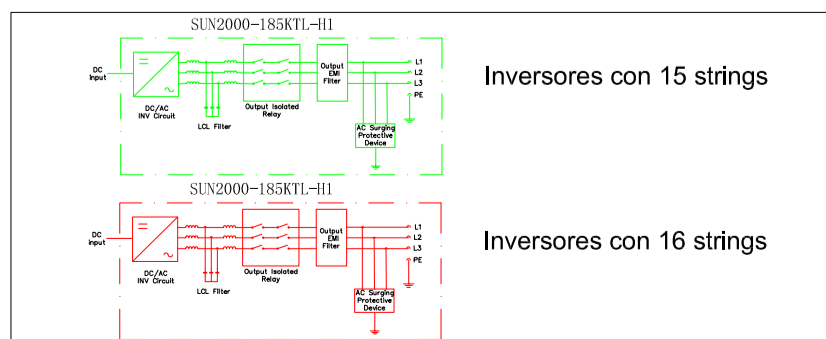 SUN2000-185KTL-H1
DC
Input
DC/AC
INV Circuit
LCL Filter
Output Isolated
Relay
Output
EMI
Filter
L1
L2
L3
PE
AC Surging
Protective
Device
Inversores con 15 strings
SUN2000-185KTL-H1
DC
Input
DC/AC
INV Circuit
LCL Filter
Output Isolated
Relay
Output
EMI
Filter
L1
L2
L3
PE
AC Surging
Protective
Device
Inversores con 16 strings